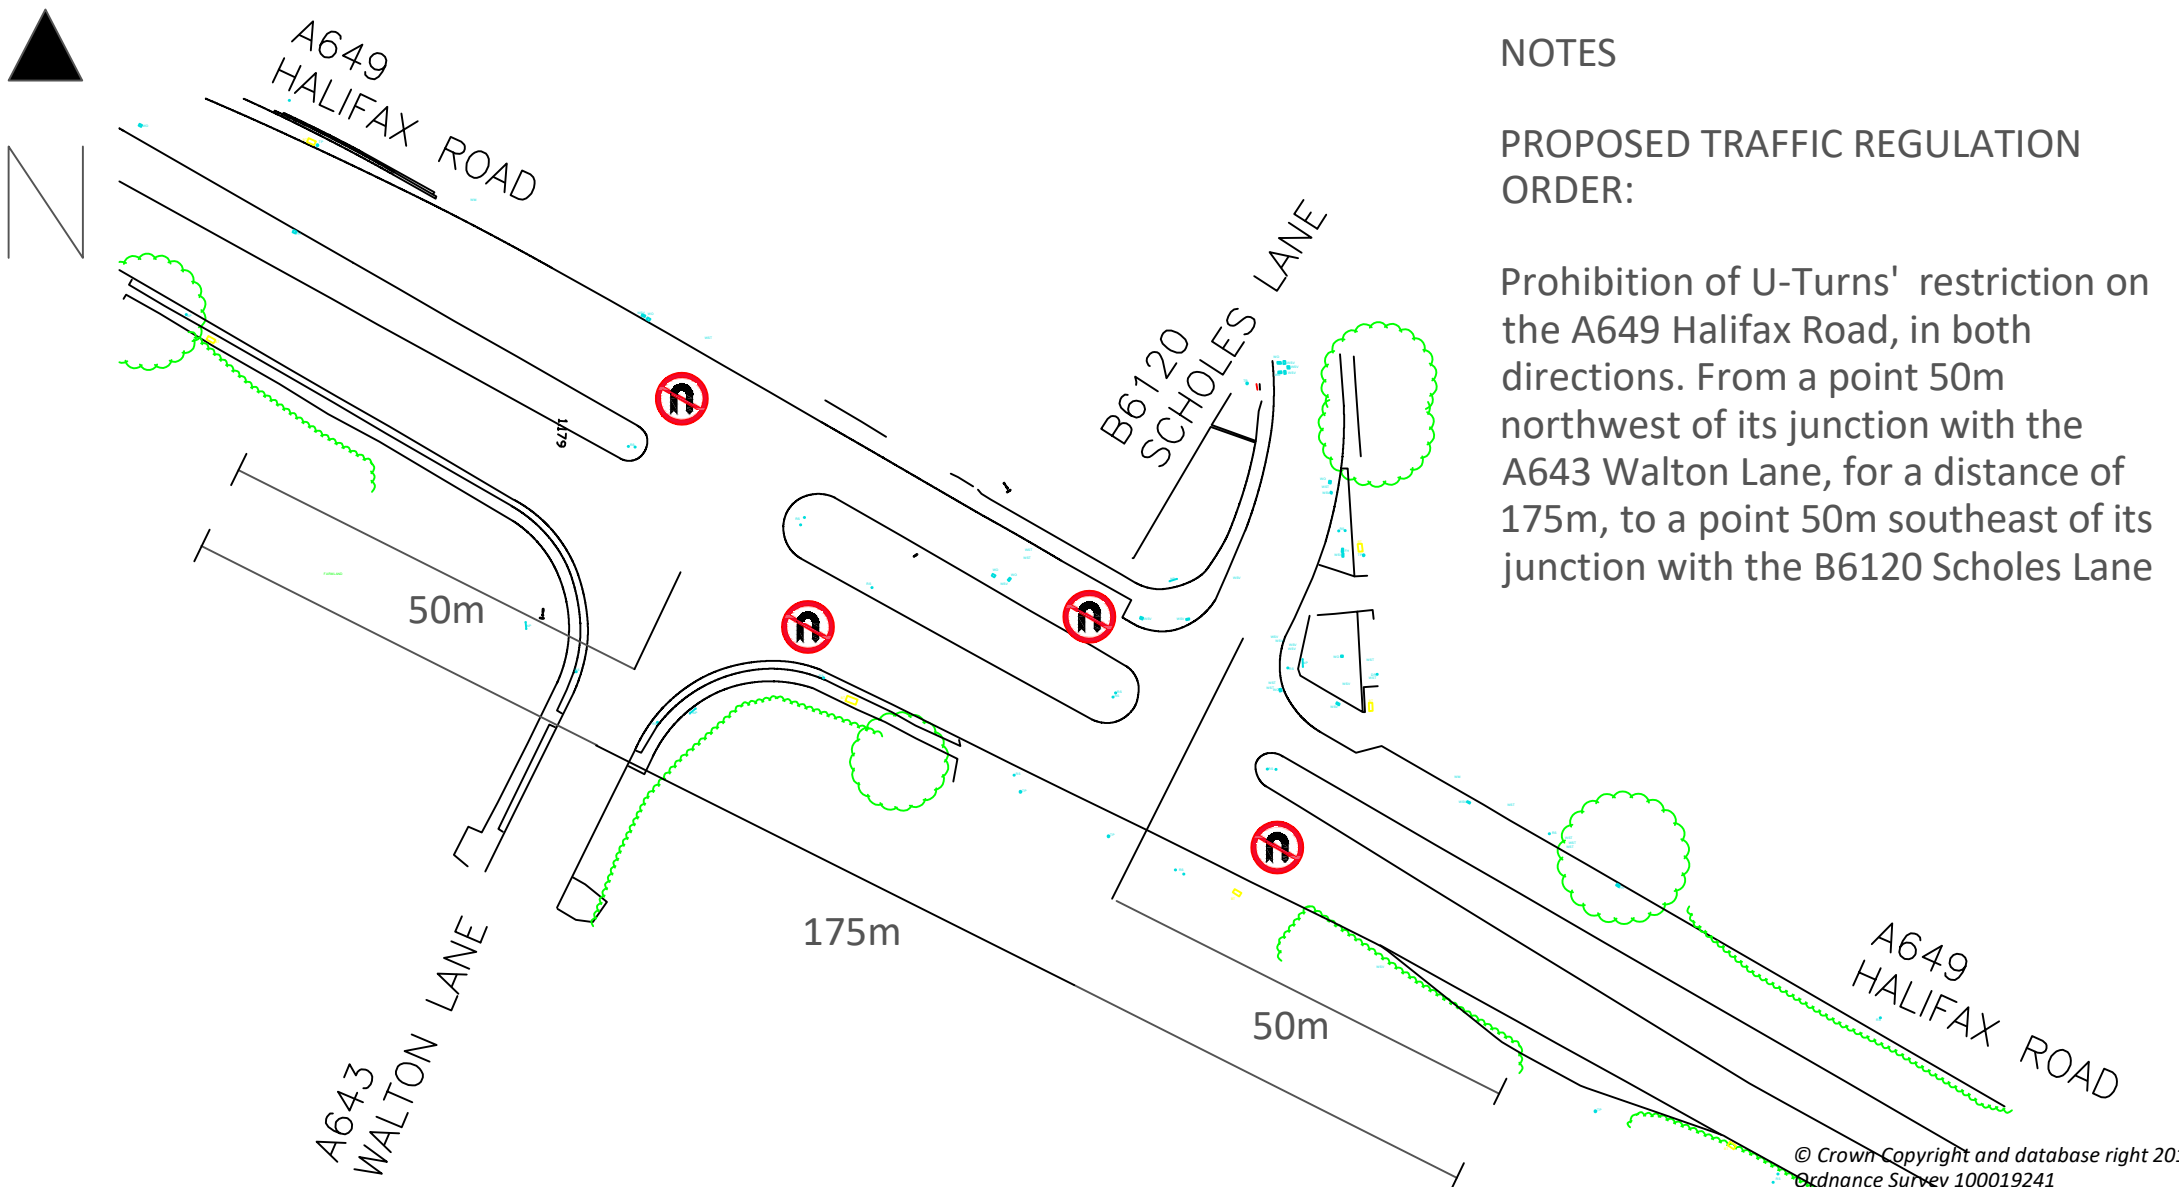 A649
HALIFAX ROAD
N
NOTES
PROPOSED TRAFFIC REGULATION
ORDER:
Prohibition of U-Turns'  restriction on
the A649 Halifax Road, in both
directions. From a point 50m
northwest of its junction with the
A643 Walton Lane, for a distance of
175m, to a point 50m southeast of its
junction with the B6120 Scholes Lane
B6120
SCHOLES LANE
1179
50m
175m
50m
A643
WALTON LANE
A649
HALIFAX ROAD
© Crown Copyright and database right 201
Ordnance Survey 100019241